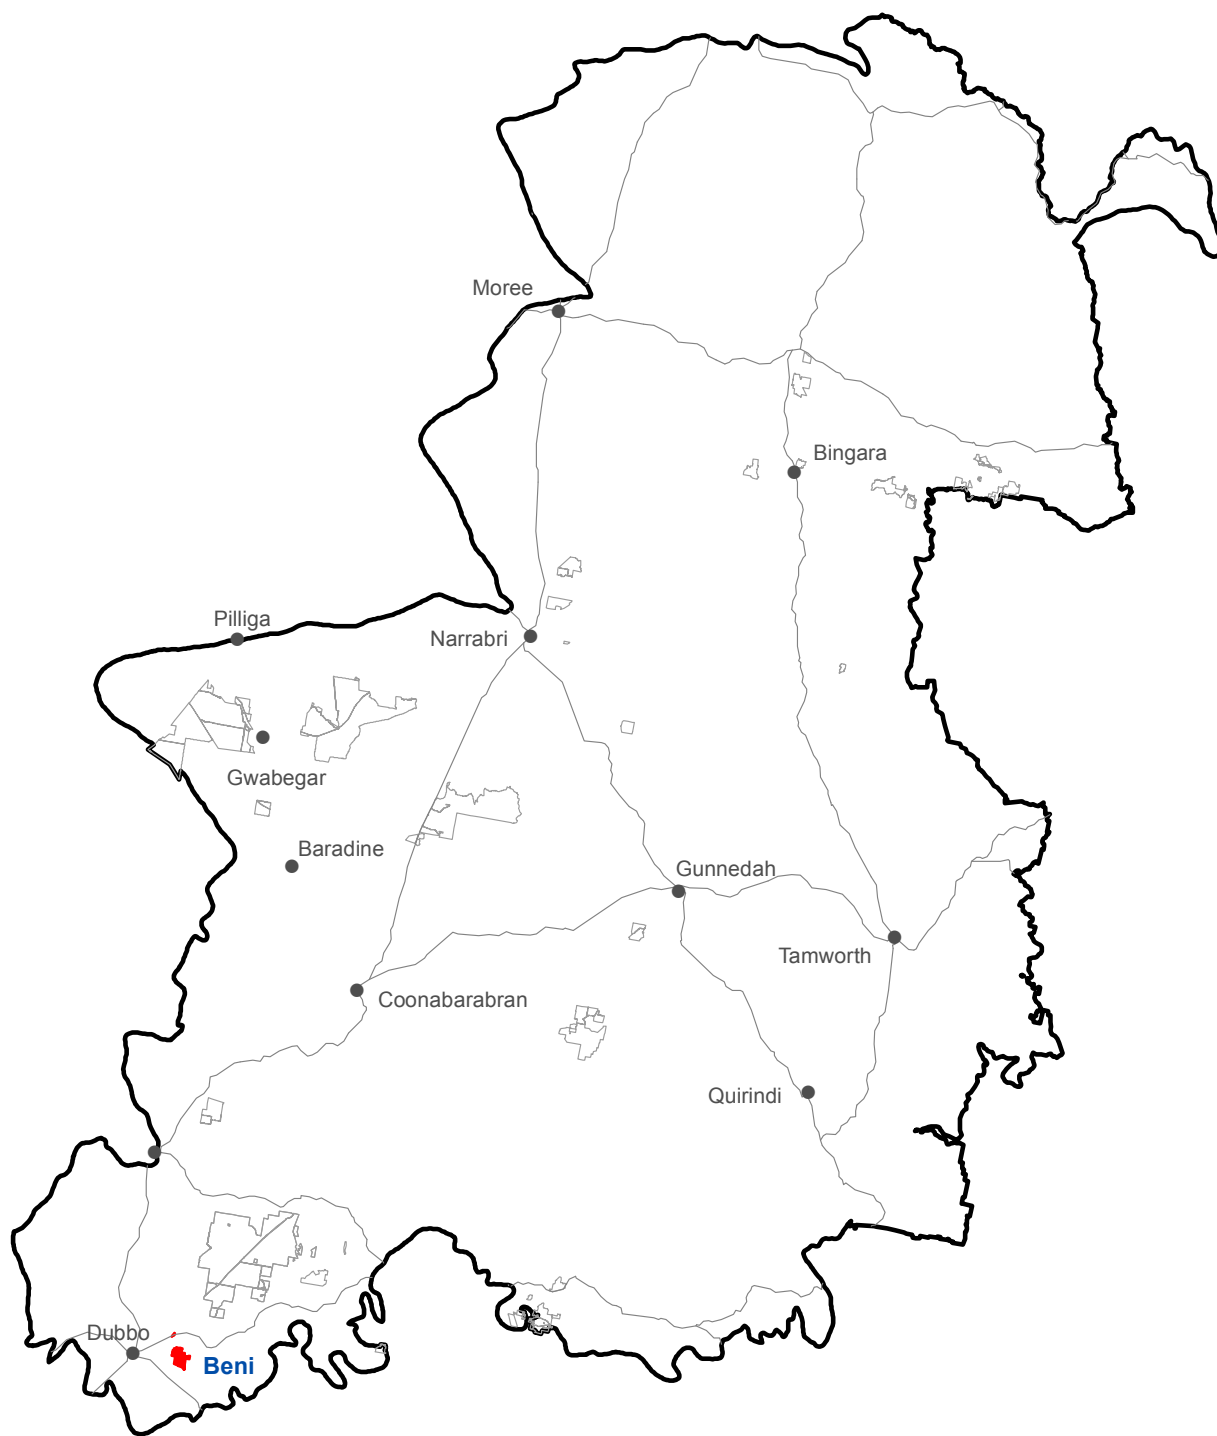 Moree
Bingara
Pilliga
Narrabri
Gwabegar
Baradine
Gunnedah
Tamworth
Coonabarabran
Quirindi
Dubbo
Beni